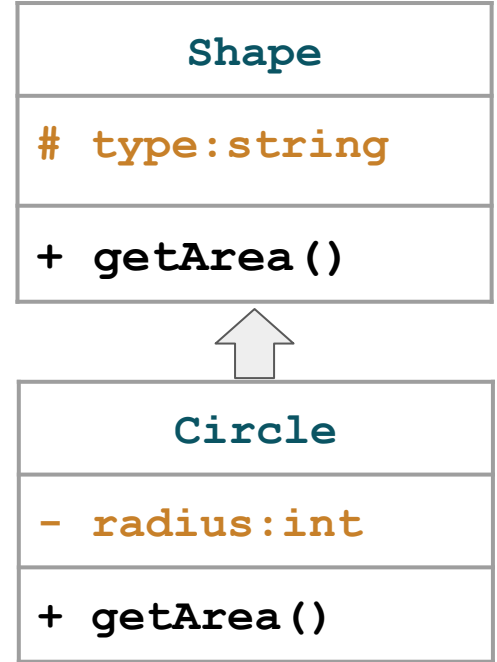 Shape
# type:string
+ getArea()
Circle
- radius:int
+ getArea()